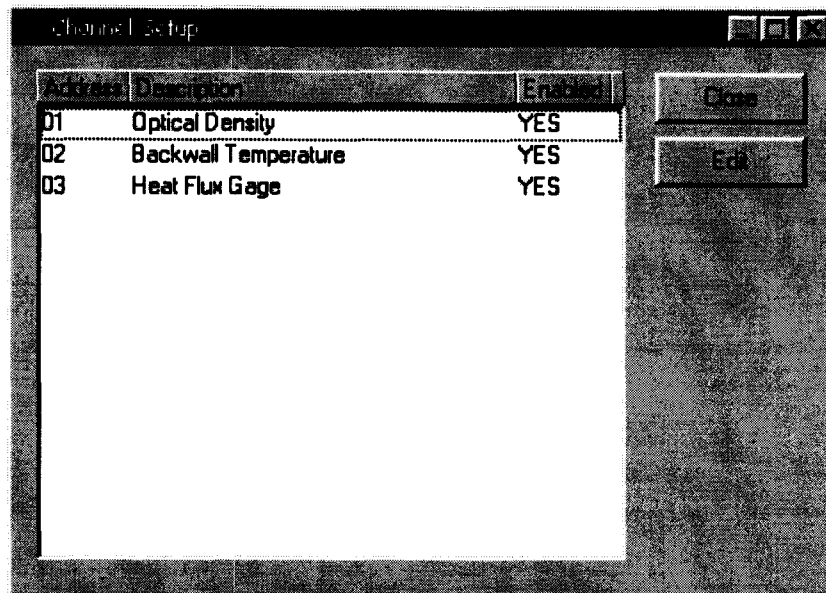 Channel Setup
Address Description Enabled
01 Optical Density YES
02 Backwall Temperature YES
03 Heat Flux Gage YES
Close
Edit